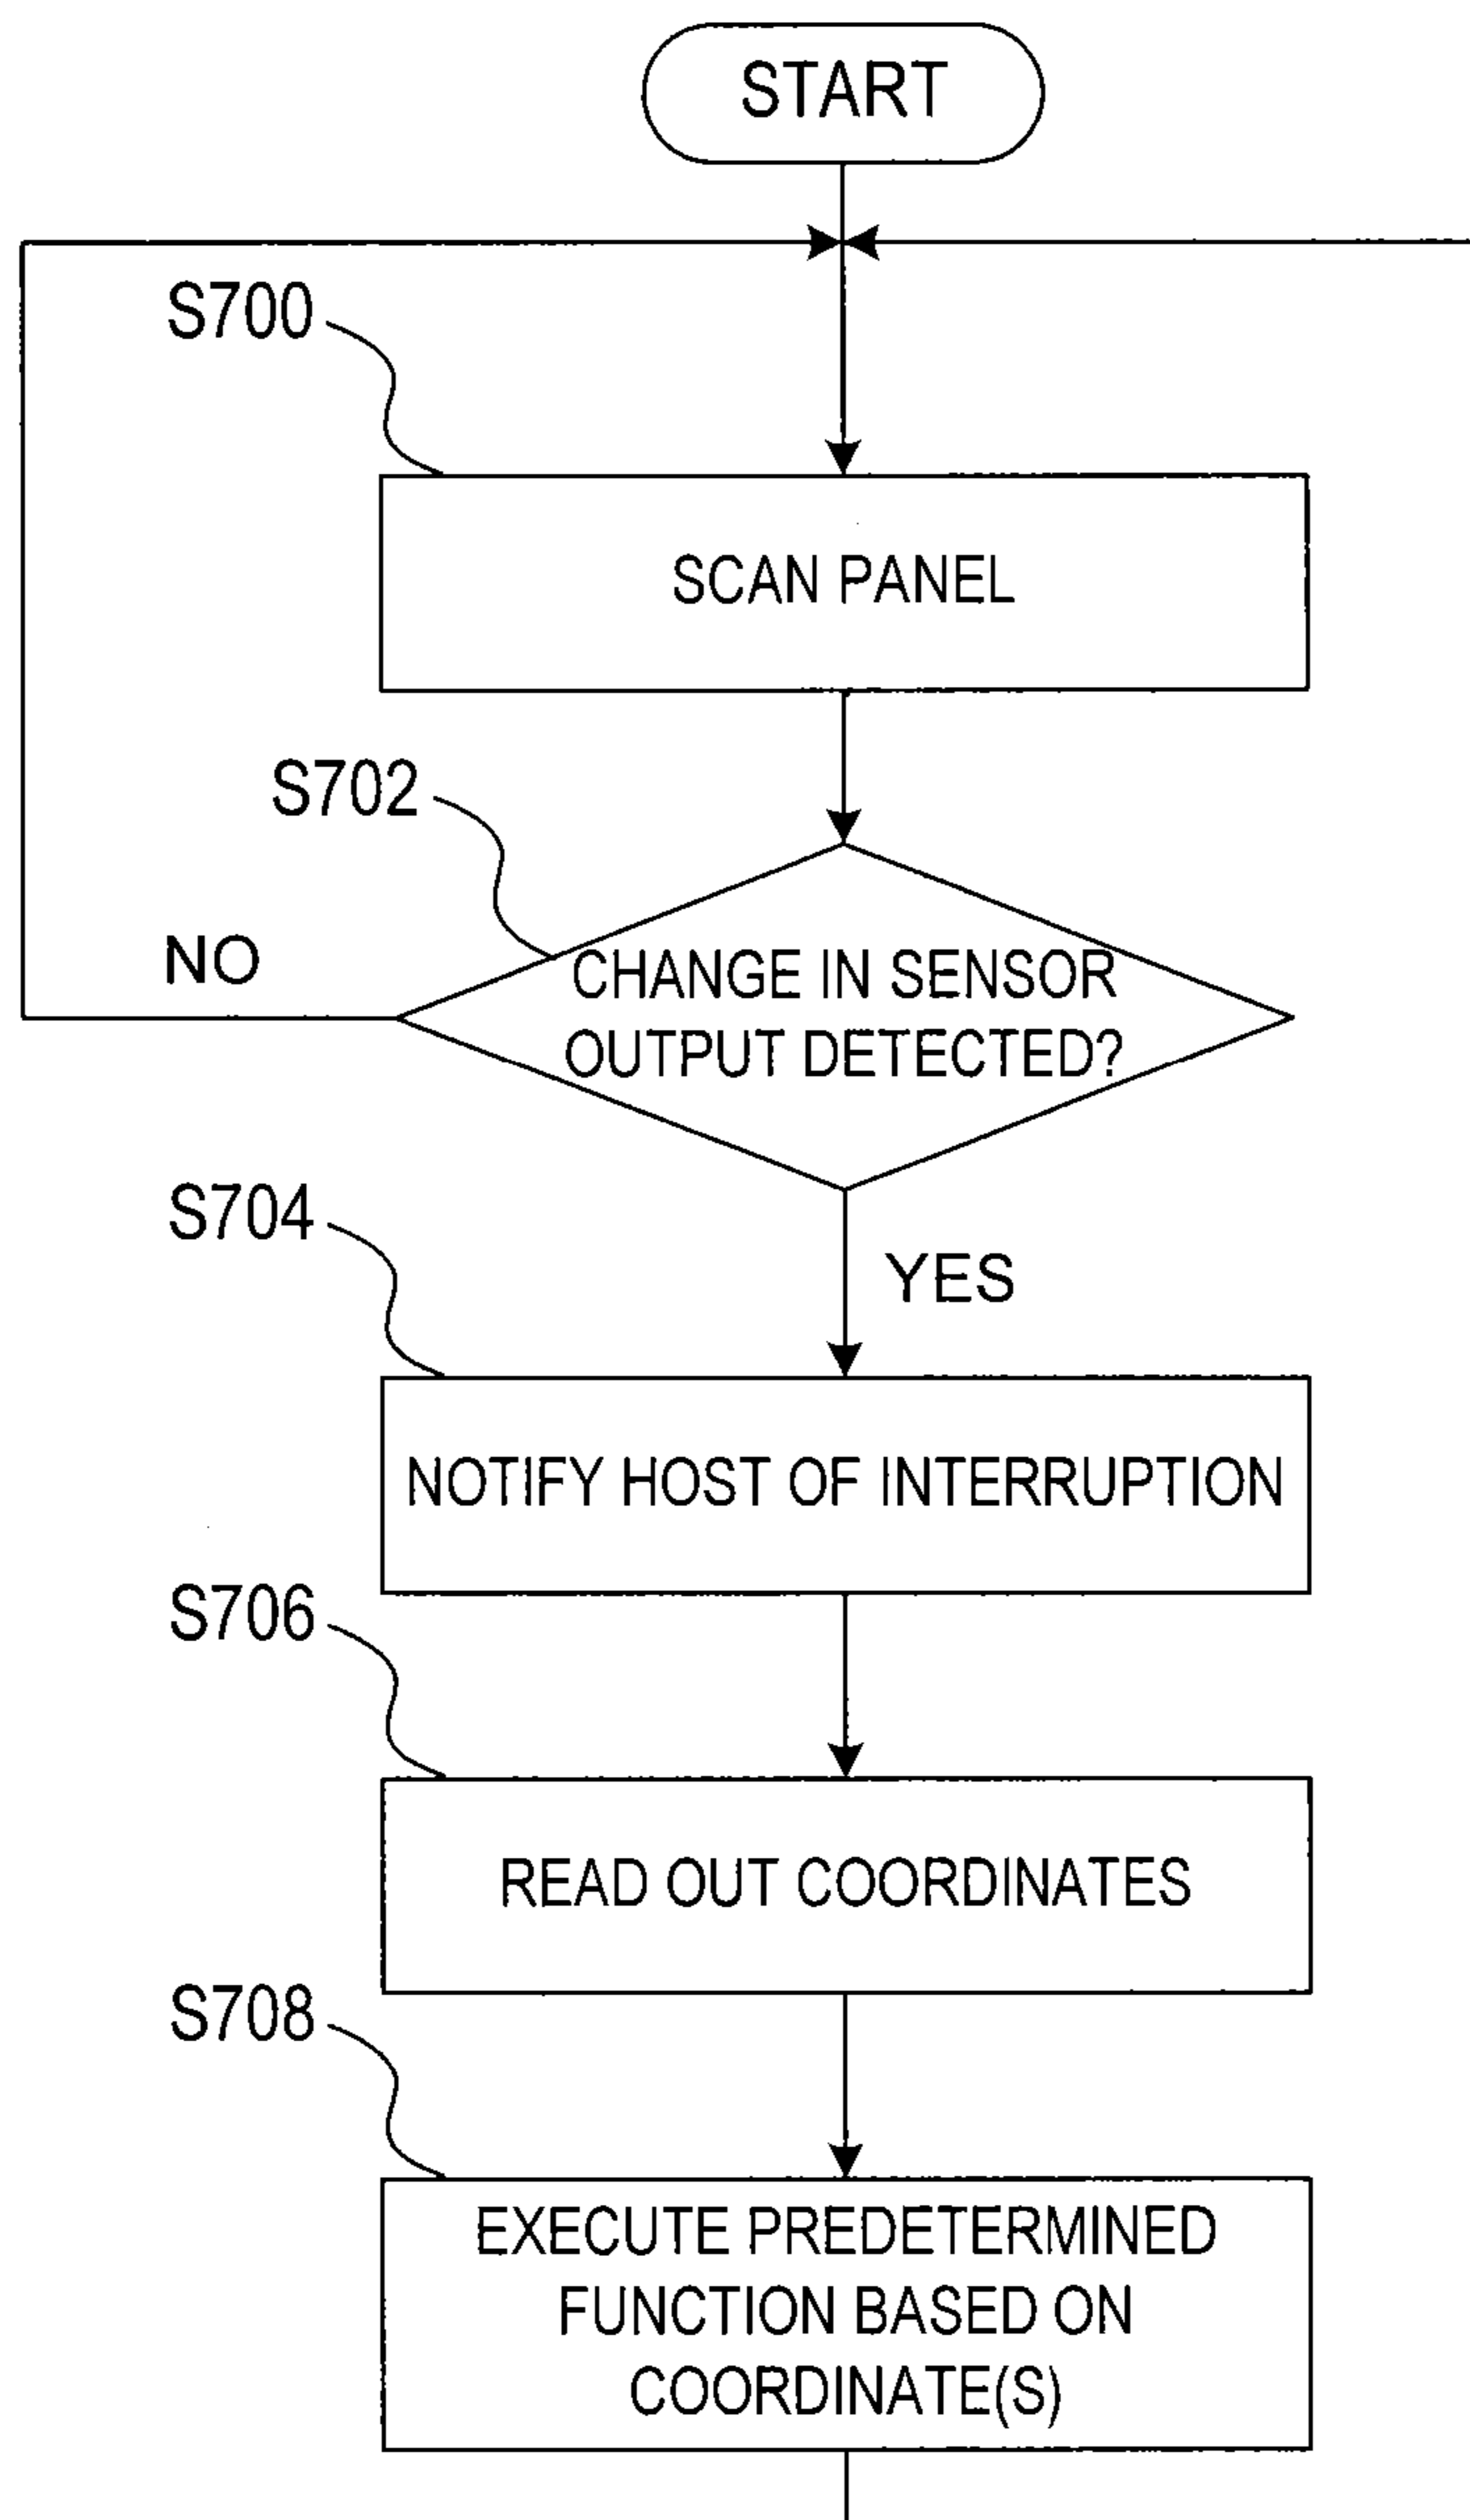 START
S700
SCAN PANEL
S702
NO
CHANGE IN SENSOR
OUTPUT DETECTED?
S704
YES
NOTIFY HOST OF INTERRUPTION
S706
READ OUT COORDINATES
S708
EXECUTE PREDETERMINED
FUNCTION BASED ON
COORDINATE(S)